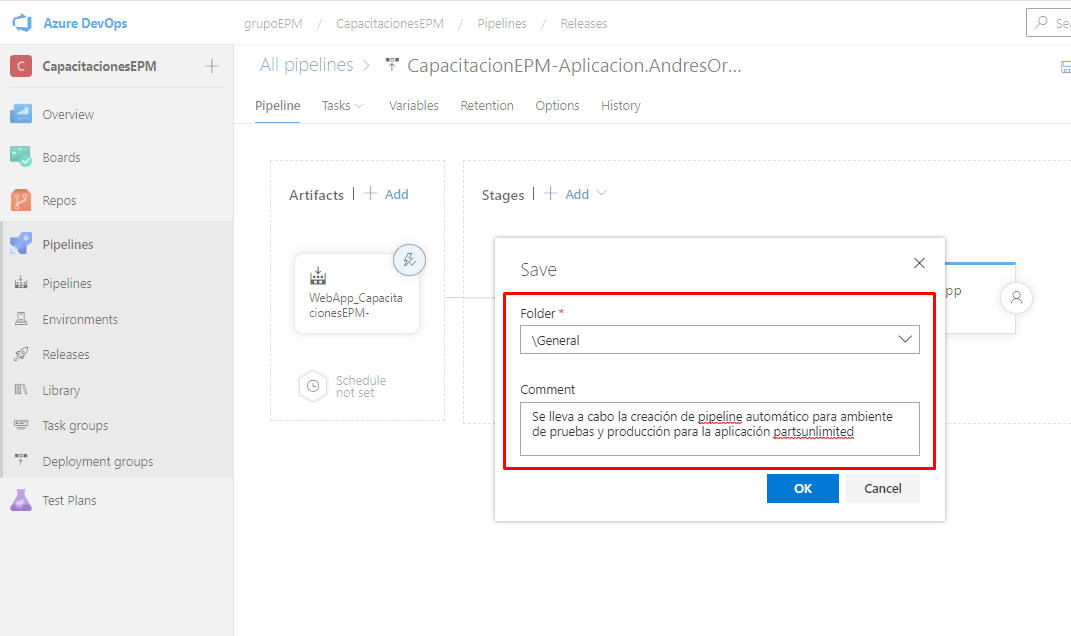 Azure DevOps
grupoEPM / CapacitacionesEPM / Pipelines / Releases
Se
C CapacitacionesEPM
All pipelines > CapacitacionEPM-Aplicacion.AndresOr...
Pipeline Tasks Variables Retention Options History
Overview
Boards
Repos
Pipelines
Pipelines
Environments
Releases
Library
Task groups
Deployment groups
Test Plans
Artifacts | + Add
Stages | + Add
WebApp_Capacita
cionesEPM-
Schedule
not set
pp
Save
Folder *
\General
Comment
Se lleva a cabo la creación de pipeline automático para ambiente
de pruebas y producción para la aplicación partsunlimited
OK Cancel